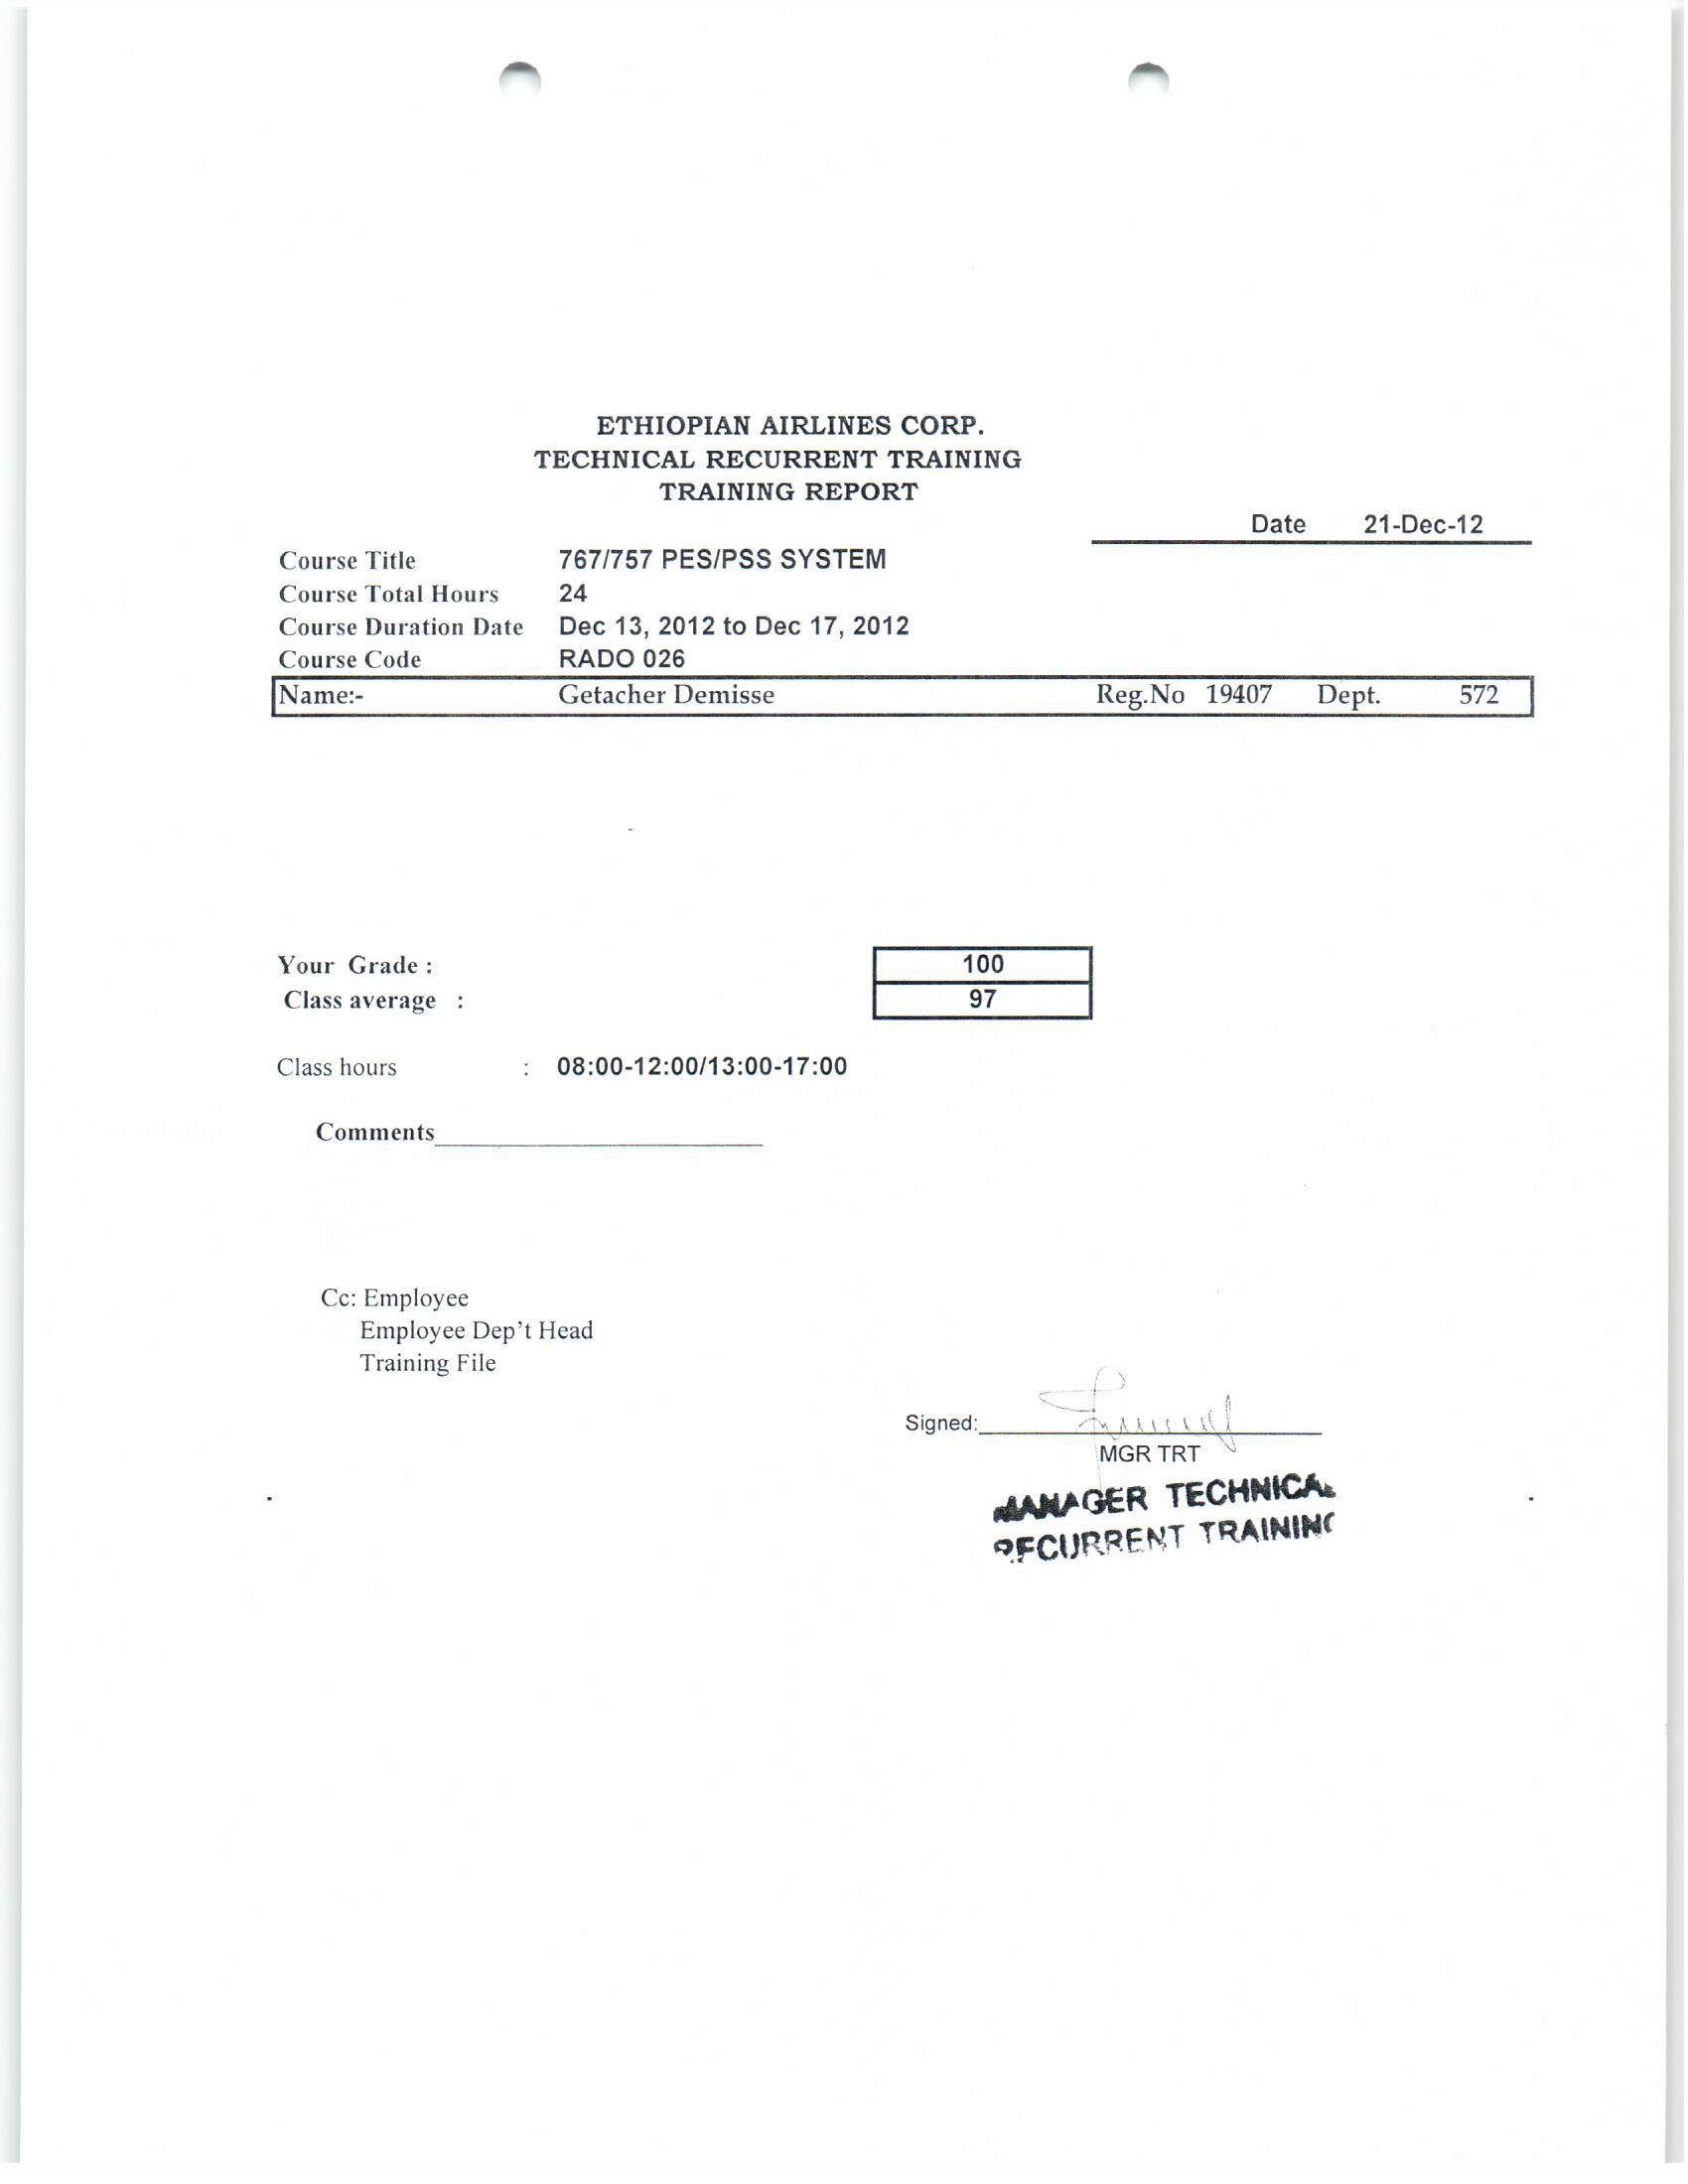 ETHIOPIAN AIRLINES CORP.
TECHNICAL RECURRENT TRAINING
TRAINING REPORT
Date 21-Dec-12
Course Title 767/757 PES/PSS SYSTEM
Course Total Hours 24
Course Duration Date Dec 13, 2012 to Dec 17, 2012
Course Code RADO 026
Name:- Getacher Demisse Reg.No 19407 Dept. 572
Your Grade : 100
Class average : 97
Class hours : 08:00-12:00/13:00-17:00
Comments
Cc: Employee
Employee Dep't Head
Training File
Signed:
MGR TRT
MANAGER TECHNICAL
RECURRENT TRAINING